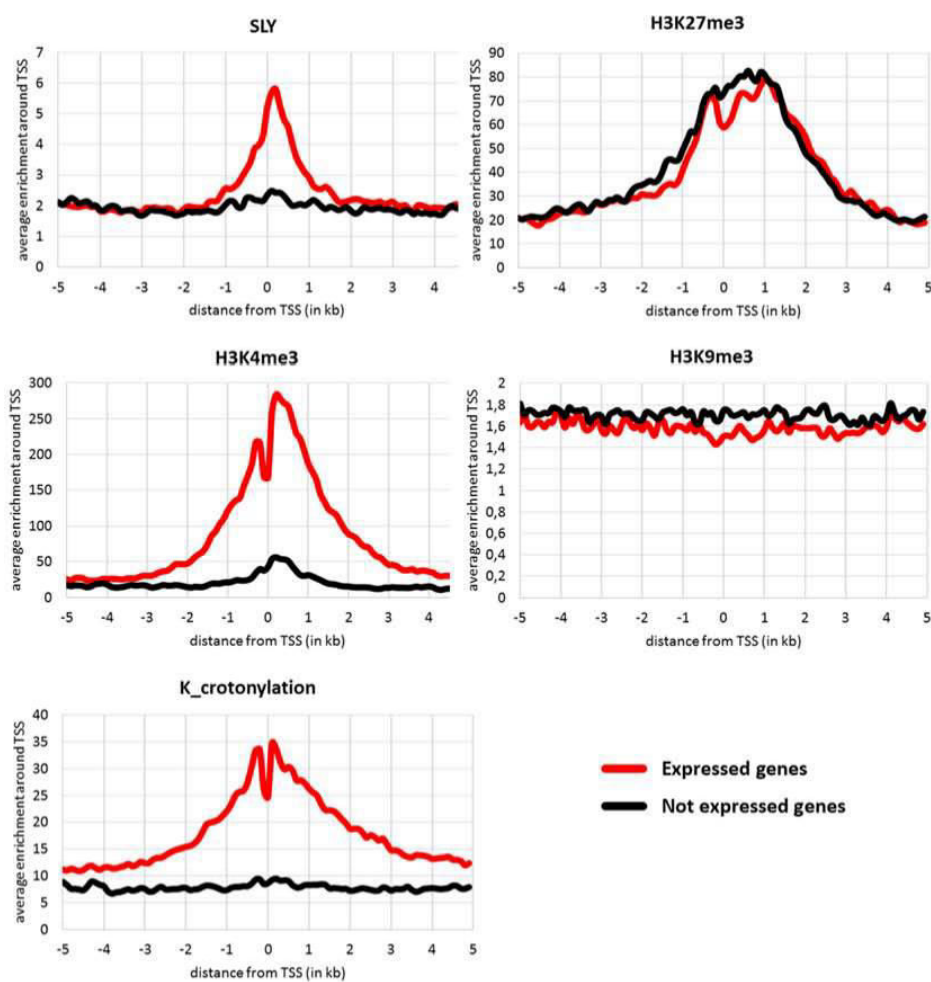 SLY
average enrichment around TSS
7
6
5
4
3
2
1
0
-5 -4 -3 -2 -1 0 1 2 3 4
distance from TSS (in kb)
H3K27me3
average enrichment around TSS
90
80
70
60
50
40
30
20
10
0
-5 -4 -3 -2 -1 0 1 2 3 4 5
distance from TSS (in kb)
H3K4me3
average enrichment around TSS
300
250
200
150
100
50
0
-5 -4 -3 -2 -1 0 1 2 3 4
distance from TSS (in kb)
H3K9me3
average enrichment around TSS
2
1,8
1,6
1,4
1,2
1
0,8
0,6
0,4
0,2
0
-5 -4 -3 -2 -1 0 1 2 3 4 5
distance from TSS (in kb)
K_crotonylation
average enrichment around TSS
40
35
30
25
20
15
10
5
0
-5 -4 -3 -2 -1 0 1 2 3 4 5
distance from TSS (in kb)
Expressed genes
Not expressed genes